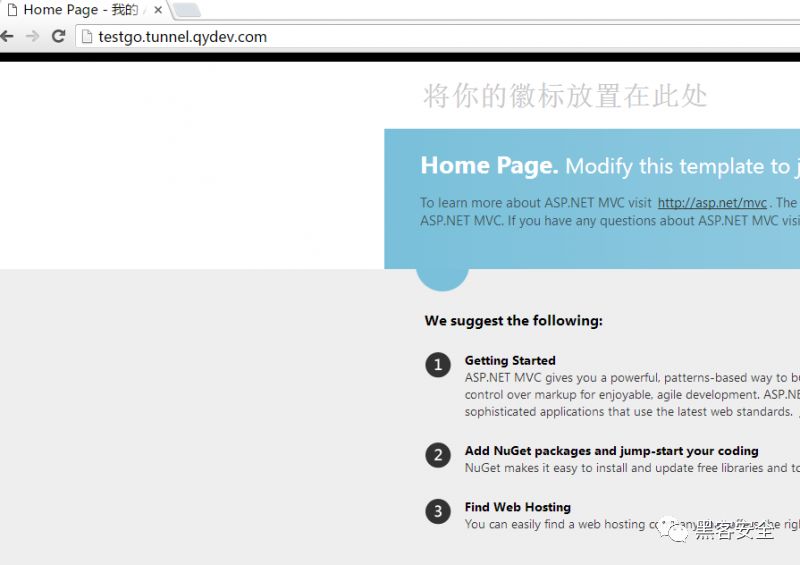 Home Page - 我的
testgo.tunnel.qydev.com
将你的徽标放置在此处
Home Page. Modify this template to j
To learn more about ASP.NET MVC visit http://asp.net/mvc. The
ASP.NET MVC. If you have any questions about ASP.NET MVC visi
We suggest the following:
1 Getting Started
ASP.NET MVC gives you a powerful, patterns-based way to bu
control over markup for enjoyable, agile development. ASP.NE
sophisticated applications that use the latest web standards.
2 Add NuGet packages and jump-start your coding
NuGet makes it easy to install and update free libraries and to
3 Find Web Hosting
You can easily find a web hosting the righ
黑客安全